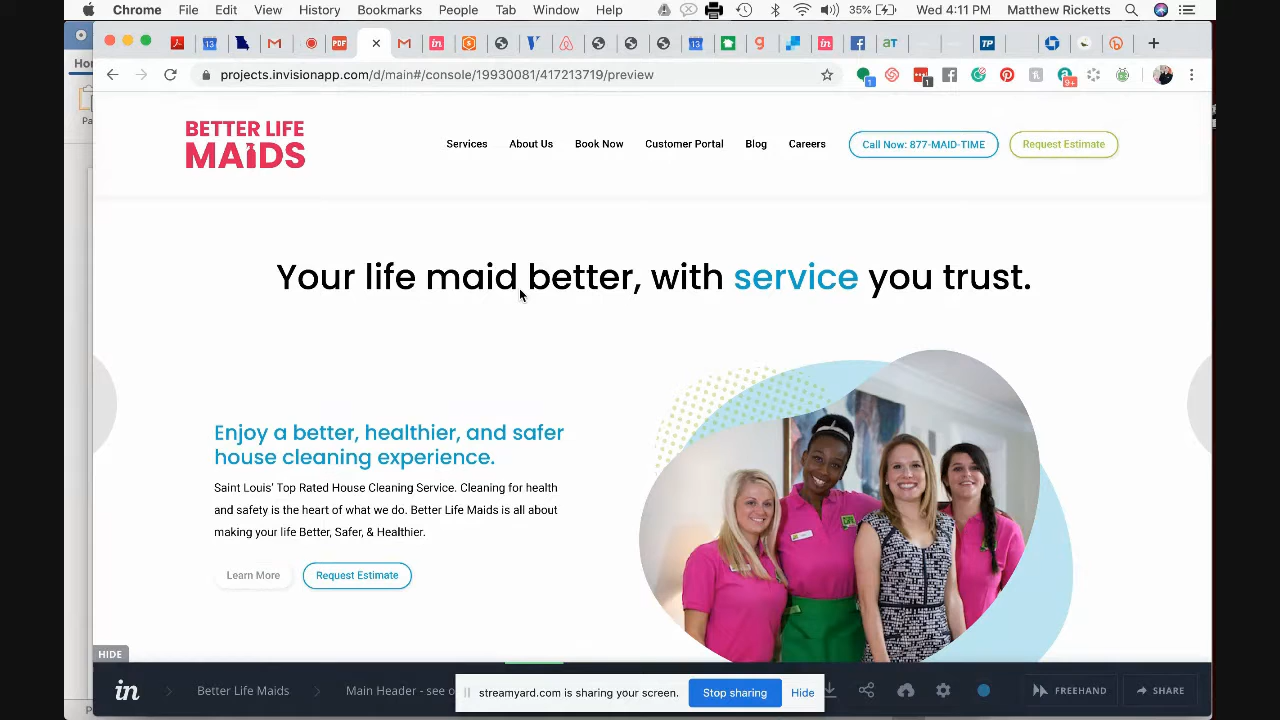 Chrome File Edit View History Bookmarks People Tab Window Help 35% Wed 4:11 PM Matthew Ricketts
projects.invisionapp.com/d/main#/console/19930081/417213719/preview
BETTER LIFE
MAiDS
Services About Us Book Now Customer Portal Blog Careers Call Now: 877-MAID-TIME Request Estimate
Your life maid better, with service you trust.
Enjoy a better, healthier, and safer
house cleaning experience.
Saint Louis' Top Rated House Cleaning Service. Cleaning for health
and safety is the heart of what we do. Better Life Maids is all about
making your life Better, Safer, & Healthier.
Learn More Request Estimate
HIDE
in Better Life Maids Main Header - see o
streamyard.com is sharing your screen. Stop sharing Hide
FREEHAND SHARE